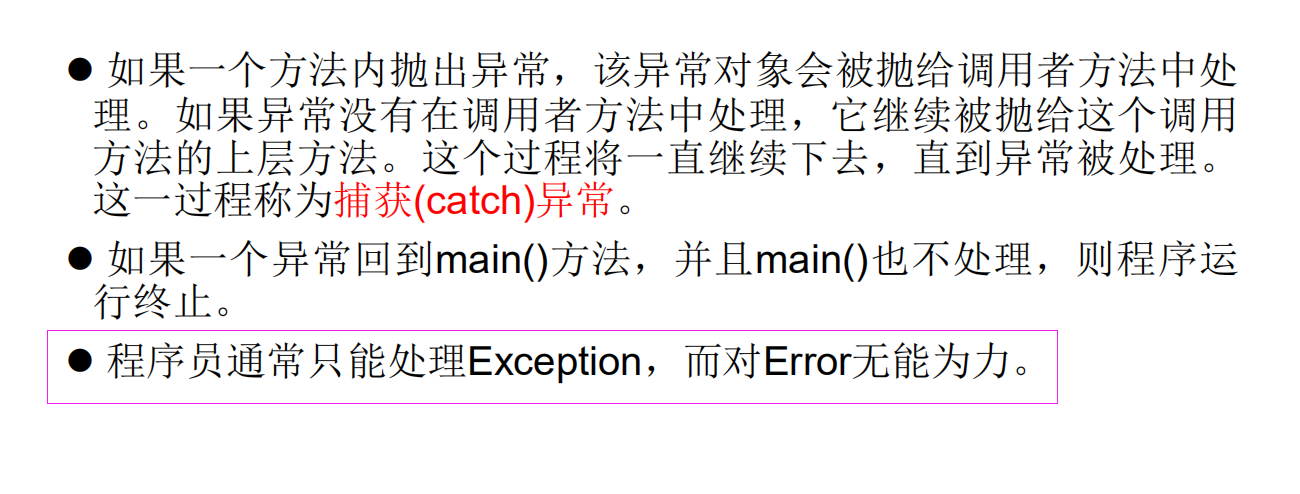 ● 如果一个方法内抛出异常，该异常对象会被抛给调用者方法中处
理。如果异常没有在调用者方法中处理，它继续被抛给这个调用
方法的上层方法。这个过程将一直继续下去，直到异常被处理。
这一过程称为捕获(catch)异常。
● 如果一个异常回到main()方法，并且main()也不处理，则程序运
行终止。
● 程序员通常只能处理Exception，而对Error无能为力。